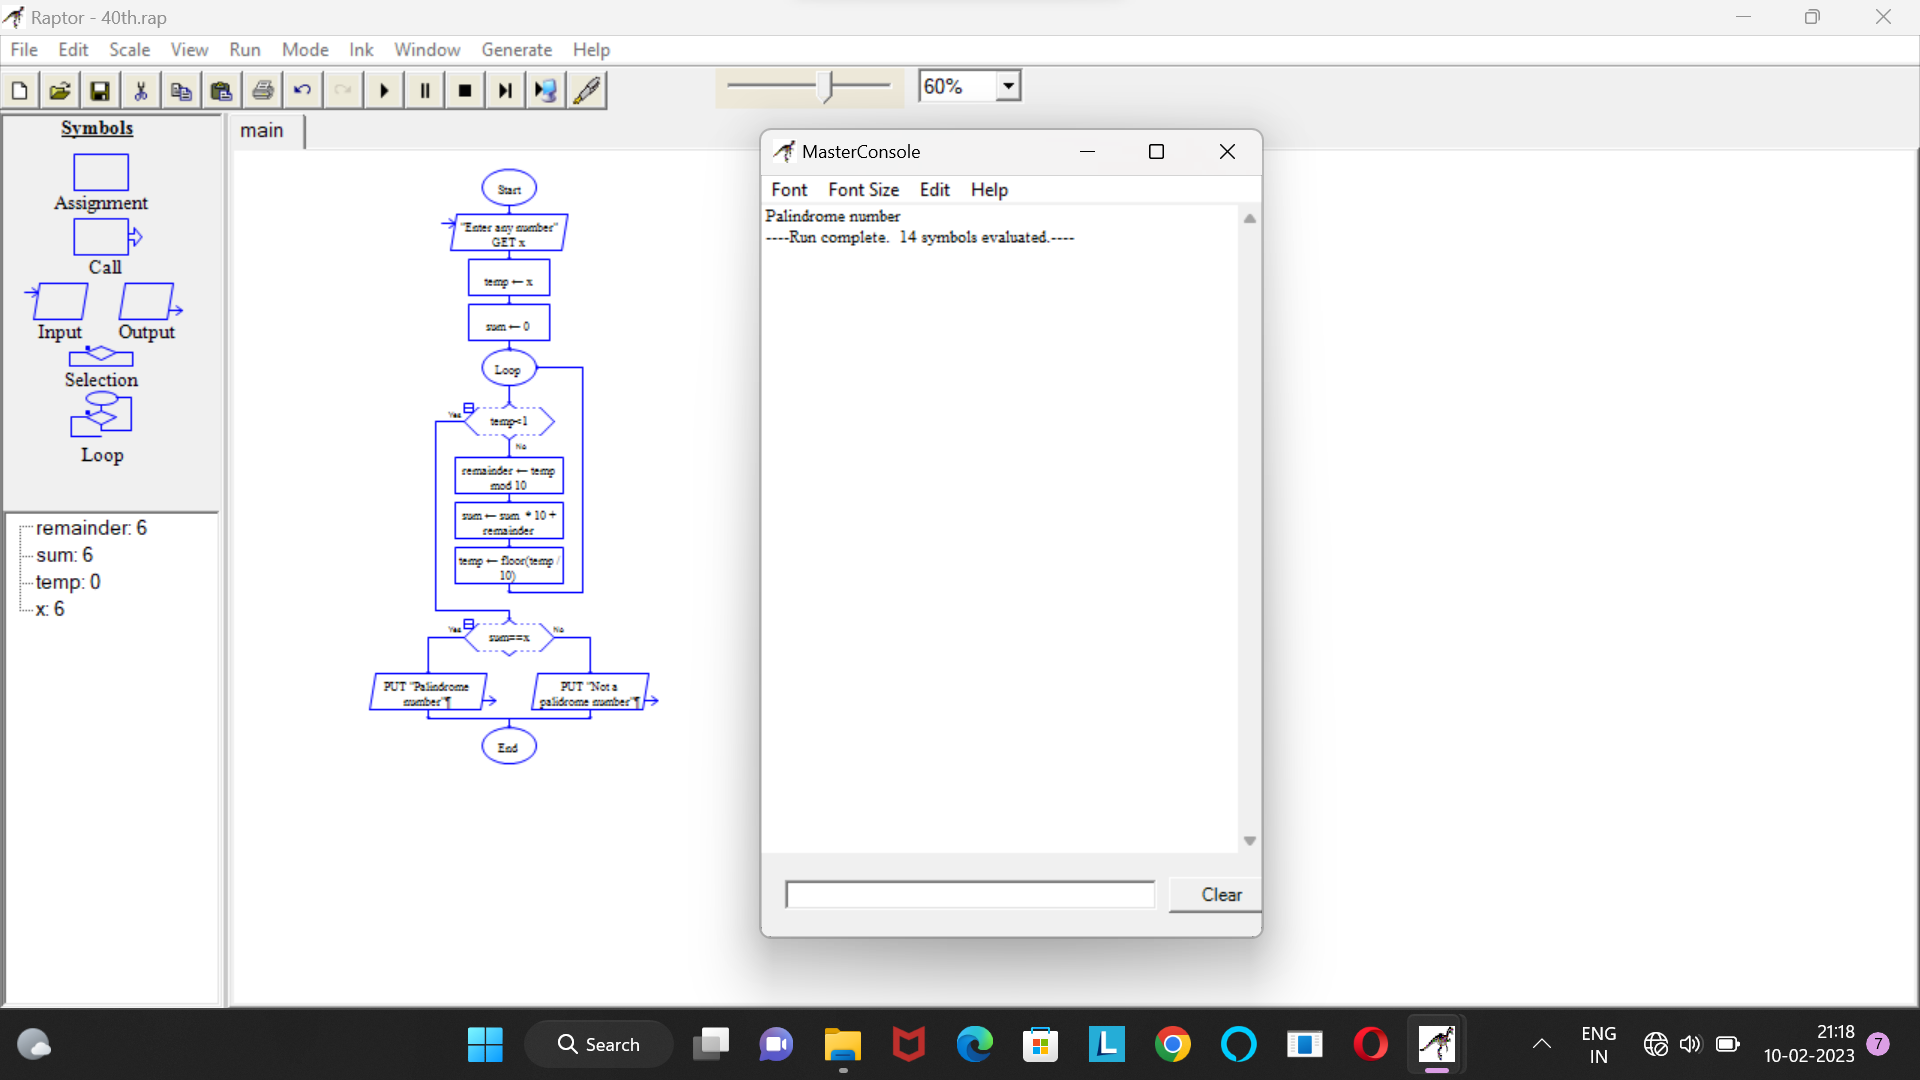 Raptor - 40th.rap
File Edit Scale View Run Mode Ink Window Generate Help
60%
Symbols
Assignment
Call
Input Output
Selection
Loop
remainder: 6
sum: 6
temp: 0
x: 6
main
Start
"Enter any number"
GET x
temp ← x
sum ← 0
Loop
Yes
temp<1
No
remainder ← temp
mod 10
sum ← sum * 10 +
remainder
temp ← floor(temp /
10)
Yes
sum==x
No
PUT "Palindrome
number"¶
PUT "Not a
palidrome number"¶
End
MasterConsole
Font Font Size Edit Help
Palindrome number
----Run complete. 14 symbols evaluated.----
Clear
Search
L
ENG
IN
21:18
10-02-2023
7